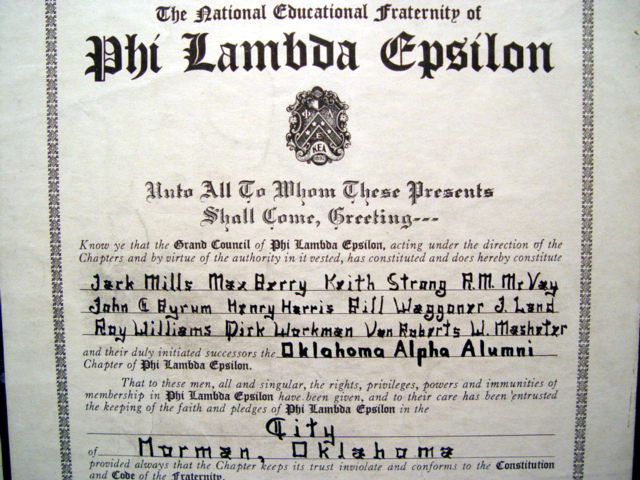 The National Educational Fraternity of
Phi Lambda Epsilon
KEA
Unto All To Whom These Presents
Shall Come, Greeting---
Know ye that the Grand Council of Phi Lambda Epsilon, acting under the direction of the
Chapters and by virtue of the authority in it vested, has constituted and does hereby constitute
Jack Mills Max Berry Keith Strong R.M. McVay
John C Byrum Henry Harris Bill Waggoner J. Land
Roy Williams Dick Workman Van Roberts W. Masheter
and their duly initiated successors the Oklahoma Alpha Alumni
Chapter of Phi Lambda Epsilon.
That to these men, all and singular, the rights, privileges, powers and immunities of
membership in Phi Lambda Epsilon have been given, and to their care has been entrusted
the keeping of the faith and pledges of Phi Lambda Epsilon in the
City
of Norman, Oklahoma
provided always that the Chapter keeps its trust inviolate and conforms to the Constitution
and Code of the Fraternity.